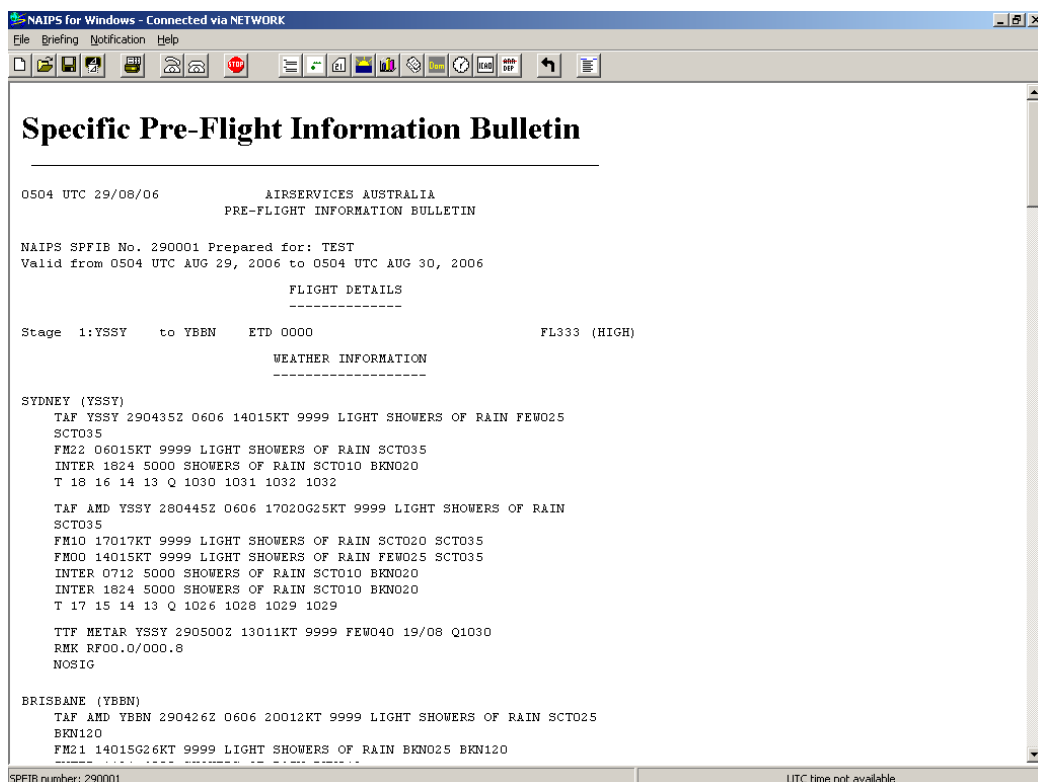 NAIPS for Windows - Connected via NETWORK
File Briefing Notification Help
STOP
Dom
ICAO
ARR DEP
Specific Pre-Flight Information Bulletin
0504 UTC 29/08/06 AIRSERVICES AUSTRALIA
PRE-FLIGHT INFORMATION BULLETIN
NAIPS SPFIB No. 290001 Prepared for: TEST
Valid from 0504 UTC AUG 29, 2006 to 0504 UTC AUG 30, 2006
FLIGHT DETAILS
--------------
Stage 1:YSSY to YBBN ETD 0000 FL333 (HIGH)
WEATHER INFORMATION
-------------------
SYDNEY (YSSY)
TAF YSSY 290435Z 0606 14015KT 9999 LIGHT SHOWERS OF RAIN FEW025
SCT035
FM22 06015KT 9999 LIGHT SHOWERS OF RAIN SCT035
INTER 1824 5000 SHOWERS OF RAIN SCT010 BKN020
T 18 16 14 13 Q 1030 1031 1032 1032
TAF AMD YSSY 280445Z 0606 17020G25KT 9999 LIGHT SHOWERS OF RAIN
SCT035
FM10 17017KT 9999 LIGHT SHOWERS OF RAIN SCT020 SCT035
FM00 14015KT 9999 LIGHT SHOWERS OF RAIN FEW025 SCT035
INTER 0712 5000 SHOWERS OF RAIN SCT010 BKN020
INTER 1824 5000 SHOWERS OF RAIN SCT010 BKN020
T 17 15 14 13 Q 1026 1028 1029 1029
TTF METAR YSSY 290500Z 13011KT 9999 FEW040 19/08 Q1030
RMK RF00.0/000.8
NOSIG
BRISBANE (YBBN)
TAF AMD YBBN 290426Z 0606 20012KT 9999 LIGHT SHOWERS OF RAIN SCT025
BKN120
FM21 14015G26KT 9999 LIGHT SHOWERS OF RAIN BKN025 BKN120
SPFIB number: 290001 UTC time not available